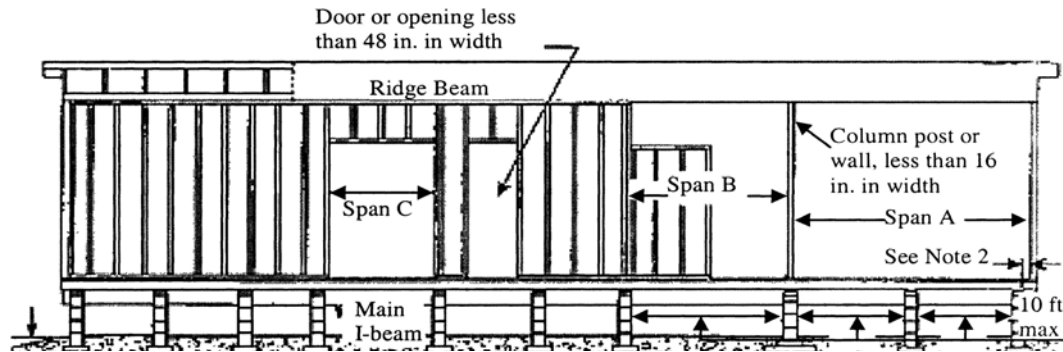 Door or opening less
than 48 in. in width
Ridge Beam
Column post or
wall, less than 16
in. in width
Span C
Span B
Span A
See Note 2
Main
I-beam
10 ft
max